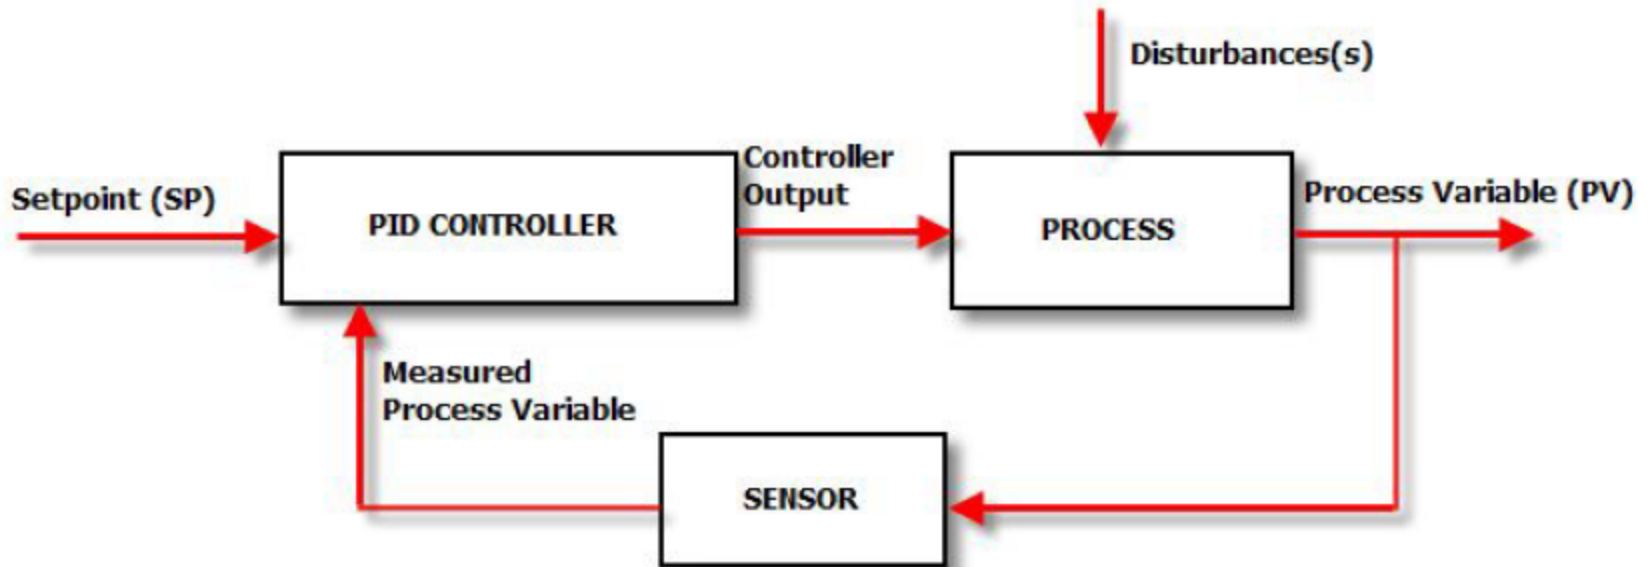 Disturbances(s)
Setpoint (SP)
PID CONTROLLER
Controller
Output
PROCESS
Process Variable (PV)
Measured
Process Variable
SENSOR